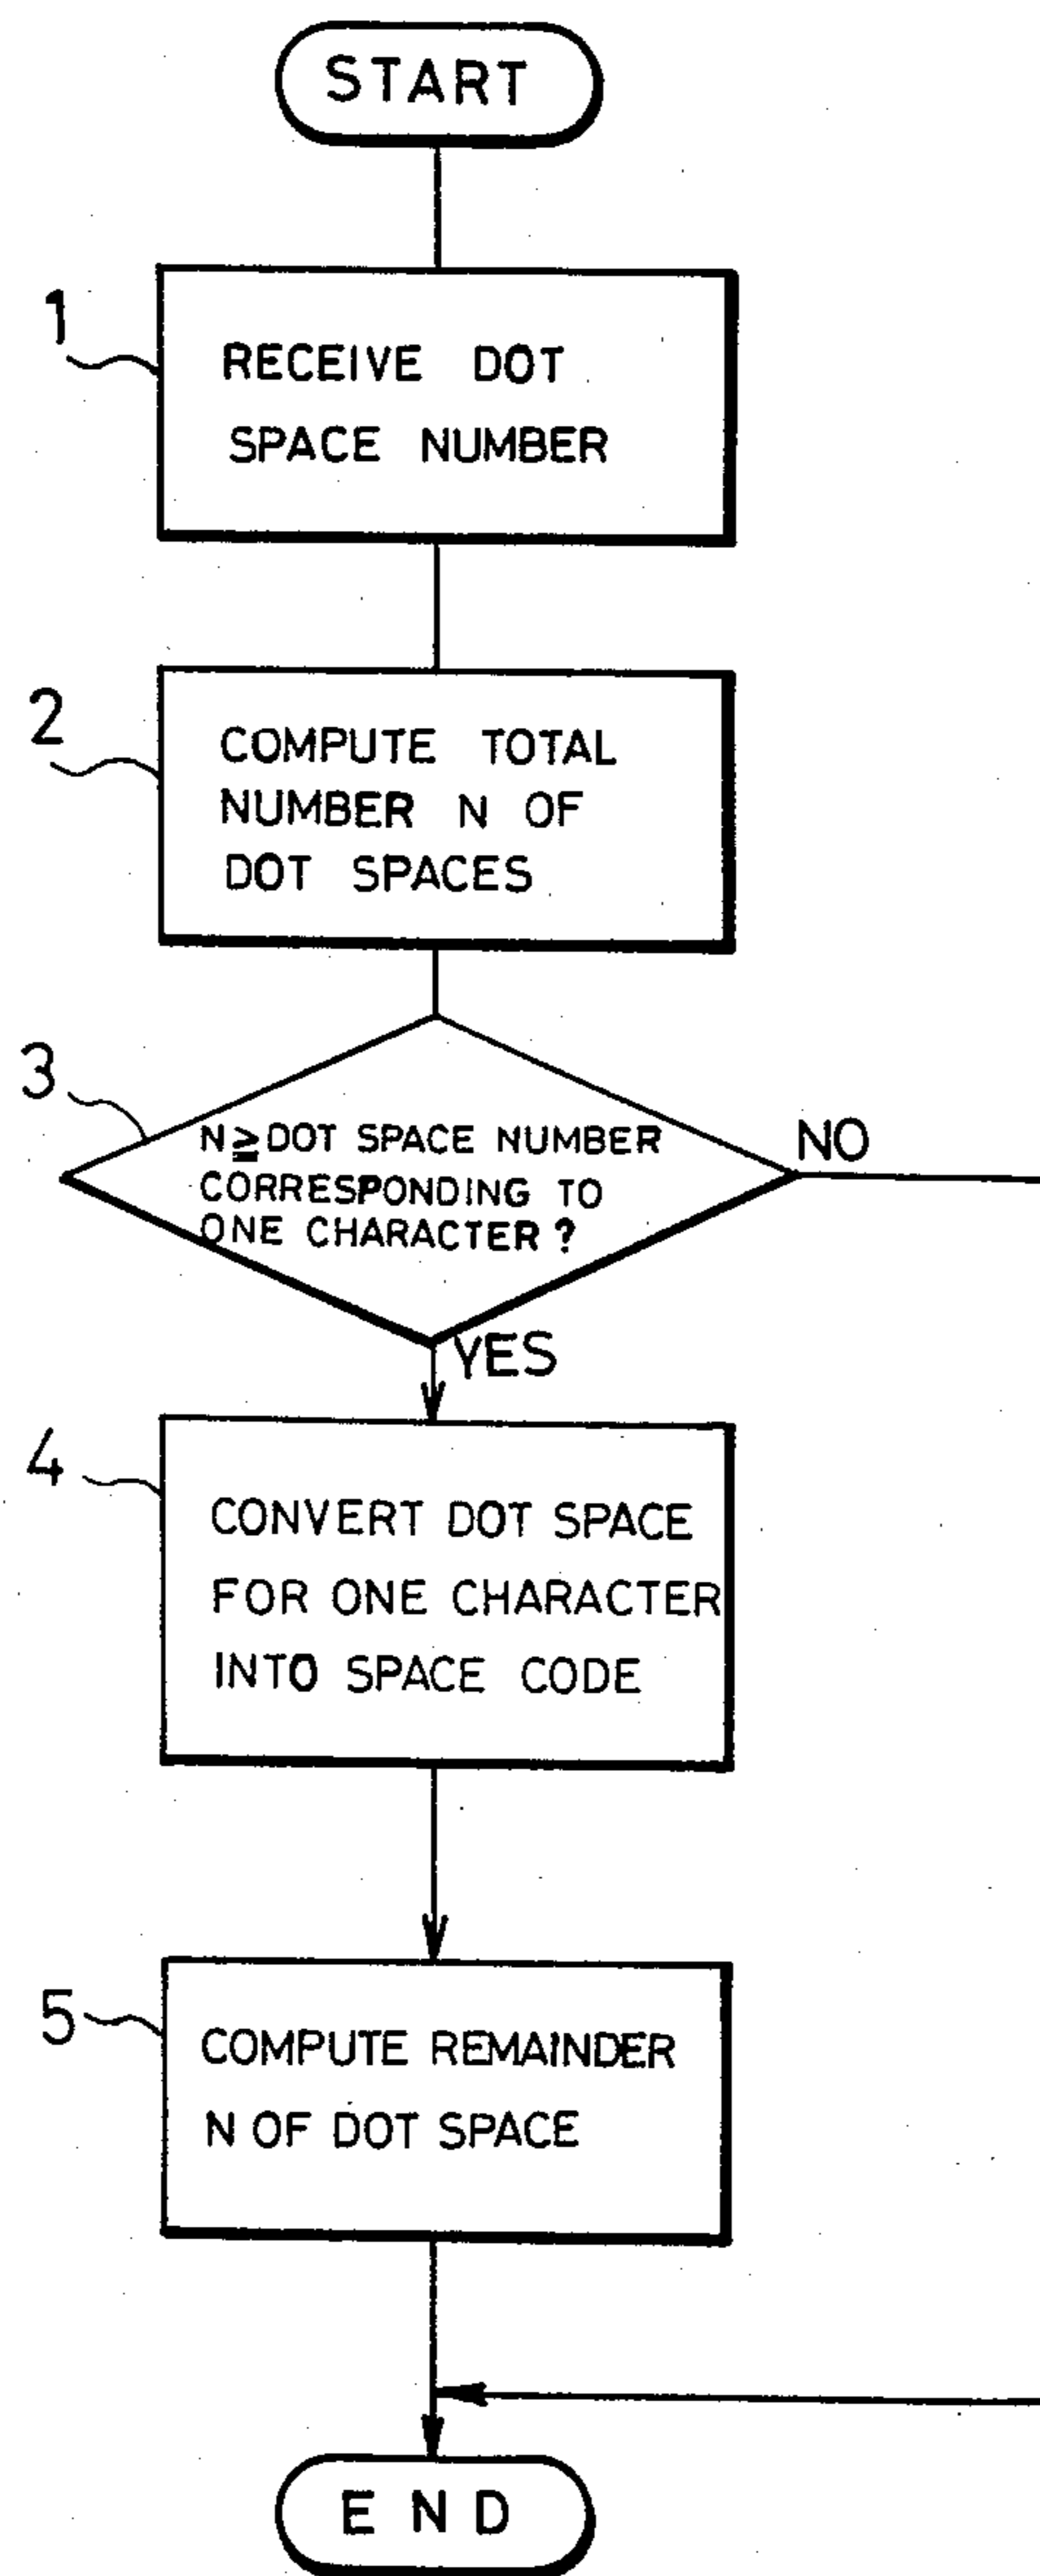 START
1
RECEIVE DOT
SPACE NUMBER
2
COMPUTE TOTAL
NUMBER N OF
DOT SPACES
3
N≧DOT SPACE NUMBER
CORRESPONDING TO
ONE CHARACTER?
NO
YES
4
CONVERT DOT SPACE
FOR ONE CHARACTER
INTO SPACE CODE
5
COMPUTE REMAINDER
N OF DOT SPACE
END